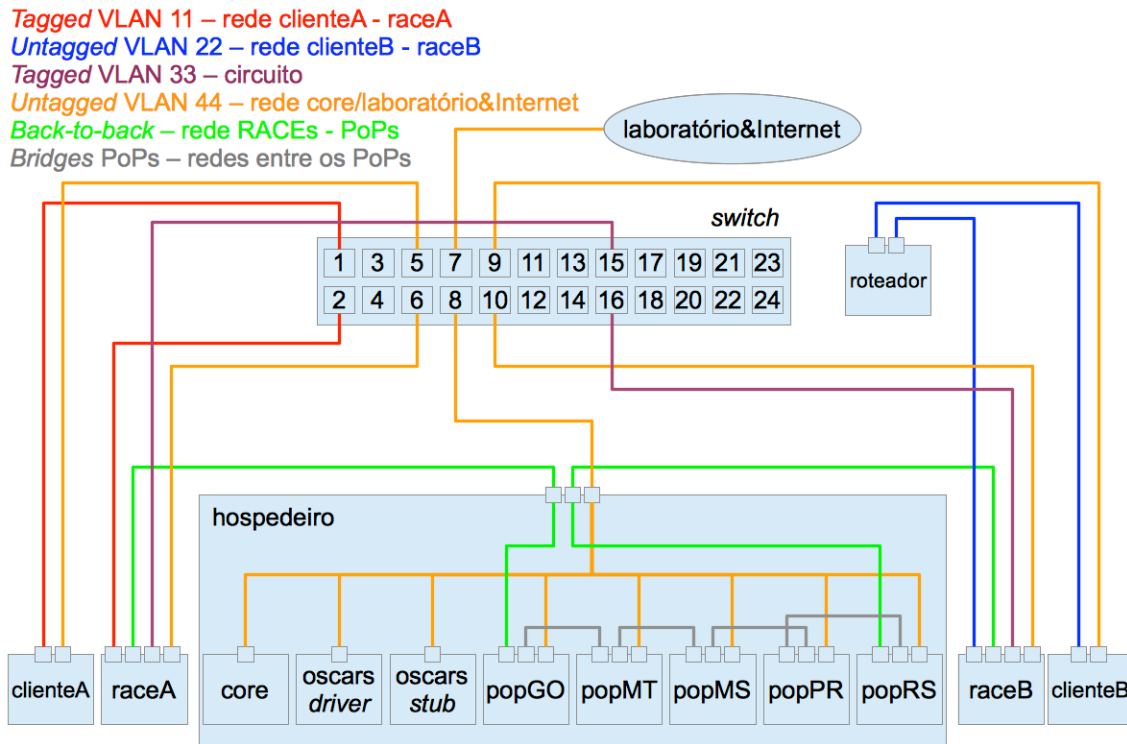 Tagged VLAN 11 – rede clienteA - raceA
Untagged VLAN 22 – rede clienteB - raceB
Tagged VLAN 33 – circuito
Untagged VLAN 44 – rede core/laboratório&Internet
Back-to-back – rede RACEs - PoPs
Bridges PoPs – redes entre os PoPs
laboratório&Internet
switch
1 3 5 7 9 11 13 15 17 19 21 23
2 4 6 8 10 12 14 16 18 20 22 24
roteador
hospedeiro
clienteA
raceA
core
oscars
driver
oscars
stub
popGO
popMT
popMS
popPR
popRS
raceB
clienteB